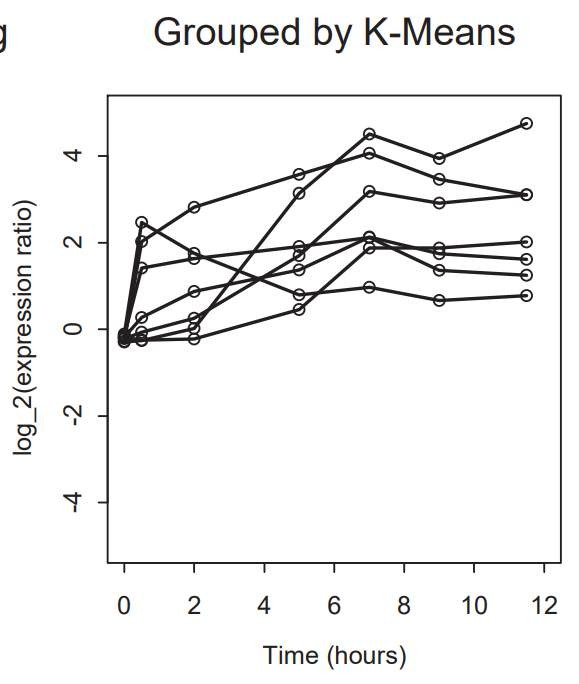 g
Grouped by K-Means
log_2(expression ratio)
4
2
0
-2
-4
0 2 4 6 8 10 12
Time (hours)